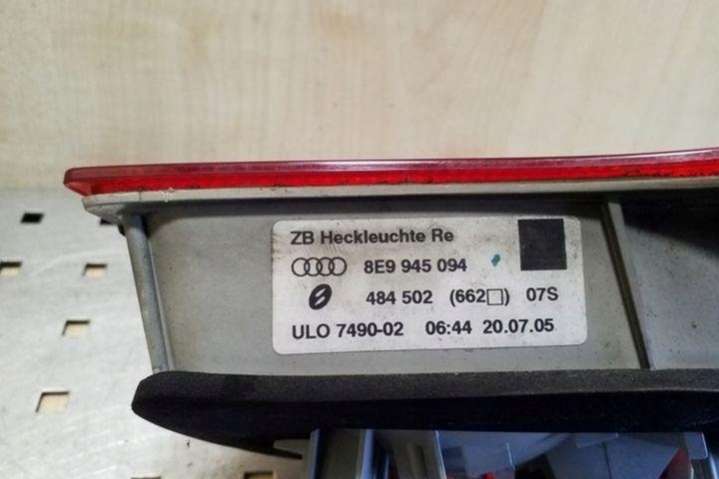 ZB Heckleuchte Re
8E9 945 094
484 502 (662□) 07S
ULO 7490-02 06:44 20.07.05